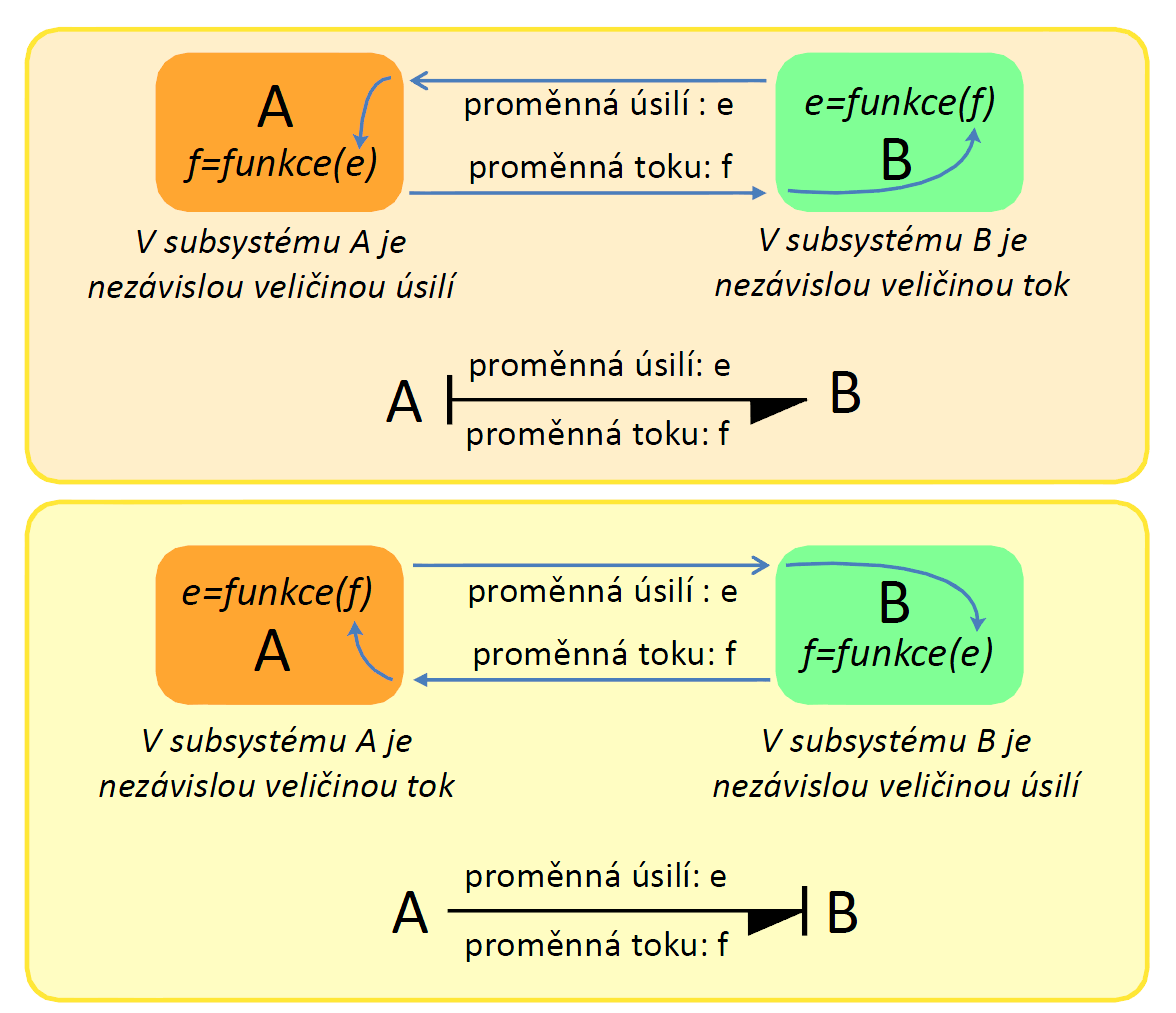 A
f=funkce(e)
proměnná úsilí : e
proměnná toku: f
e=funkce(f)
B
V subsystému A je
nezávislou veličinou úsilí
V subsystému B je
nezávislou veličinou tok
A
proměnná úsilí: e
proměnná toku: f
B
e=funkce(f)
A
proměnná úsilí : e
proměnná toku: f
B
f=funkce(e)
V subsystému A je
nezávislou veličinou tok
V subsystému B je
nezávislou veličinou úsilí
A
proměnná úsilí: e
proměnná toku: f
B